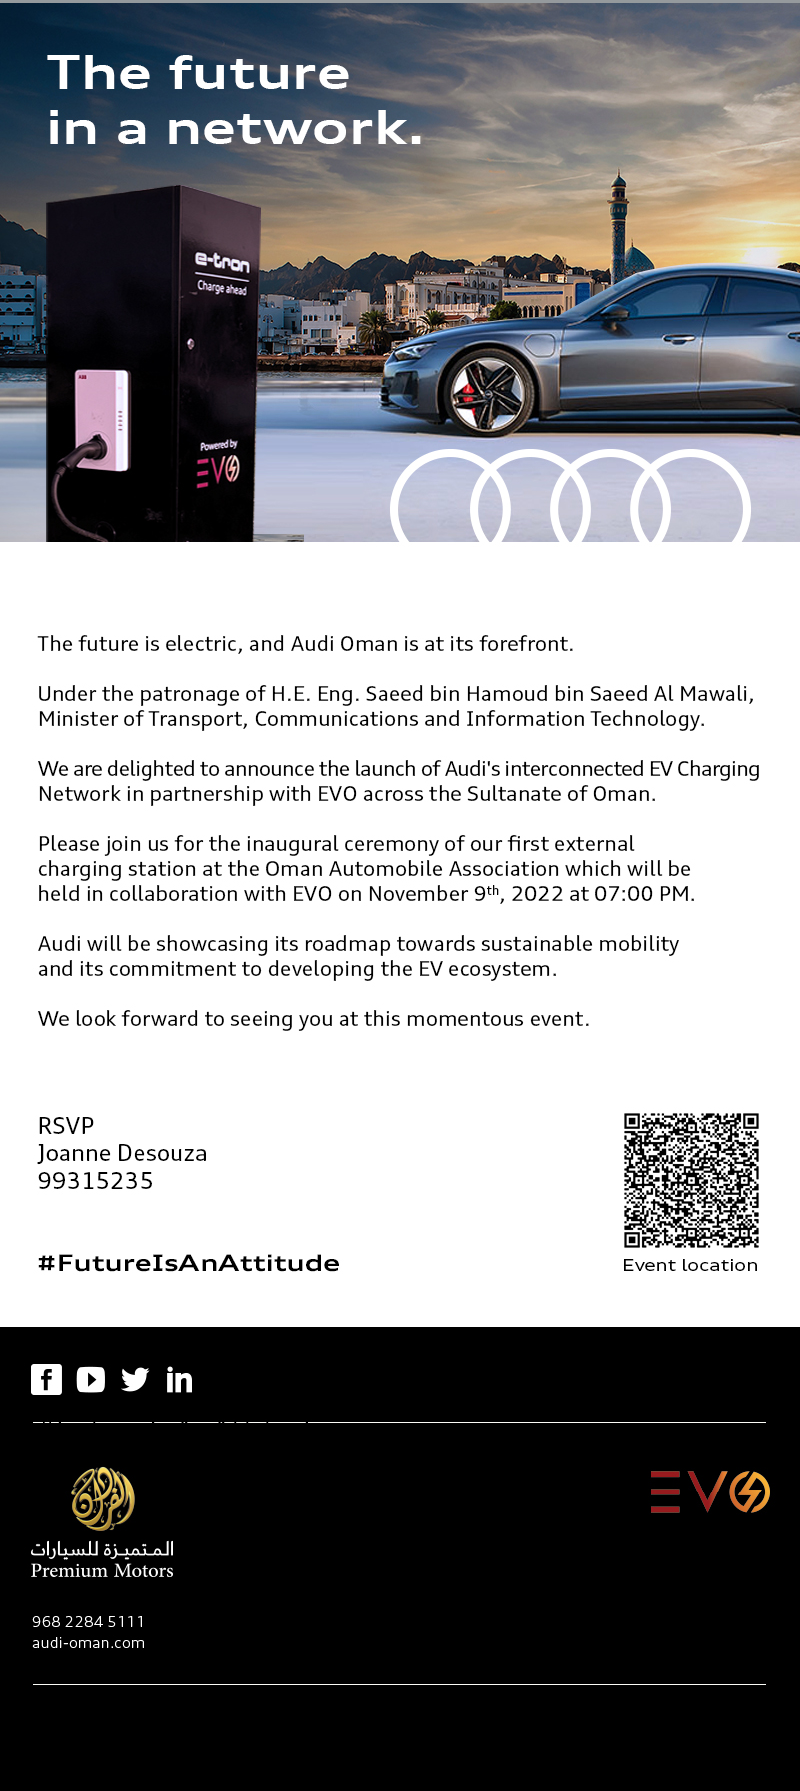 The future
in a network.
e-tron
Charge ahead
ABB
Powered by
EVO
The future is electric, and Audi Oman is at its forefront.
Under the patronage of H.E. Eng. Saeed bin Hamoud bin Saeed Al Mawali,
Minister of Transport, Communications and Information Technology.
We are delighted to announce the launch of Audi's interconnected EV Charging
Network in partnership with EVO across the Sultanate of Oman.
Please join us for the inaugural ceremony of our first external
charging station at the Oman Automobile Association which will be
held in collaboration with EVO on November 9th, 2022 at 07:00 PM.
Audi will be showcasing its roadmap towards sustainable mobility
and its commitment to developing the EV ecosystem.
We look forward to seeing you at this momentous event.
RSVP
Joanne Desouza
99315235
#FutureIsAnAttitude
Event location
EVO
المتميزة للسيارات
Premium Motors
968 2284 5111
audi-oman.com